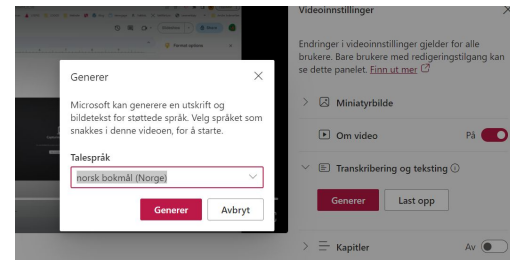 Format options
Generer
Microsoft kan generere en utskrift og
bildetekst for støttede språk. Velg språket som
snakkes i denne videoen, for å starte.
Talespråk
norsk bokmål (Norge)
Generer
Avbryt
Videoinnstillinger
Endringer i videoinnstillinger gjelder for alle
brukere. Bare brukere med redigeringstilgang kan
se dette panelet. Finn ut mer
Miniatyrbilde
Om video
På
Transkribering og teksting
Generer
Last opp
Kapitler
Av